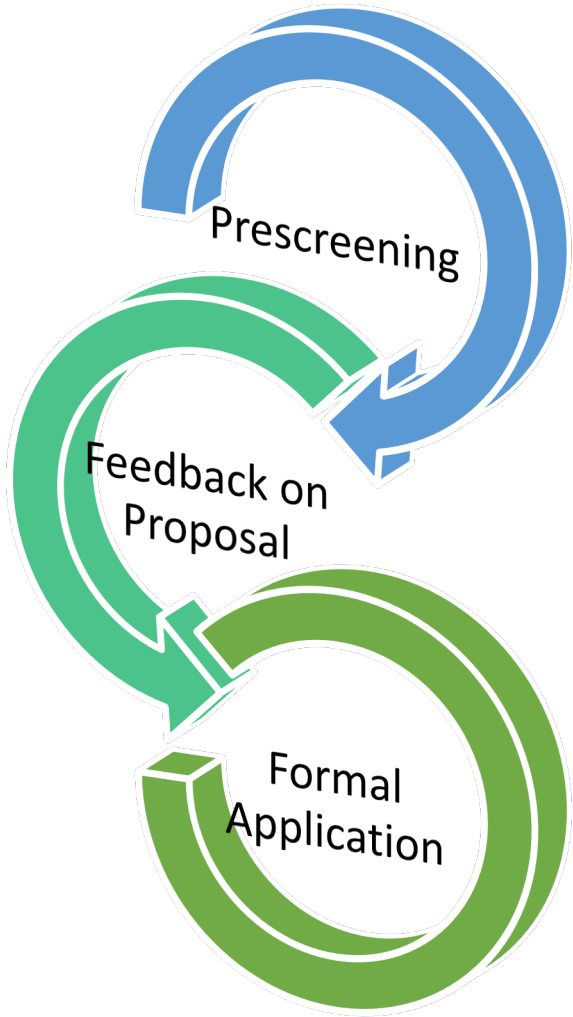 Prescreening
Feedback on
Proposal
Formal
Application